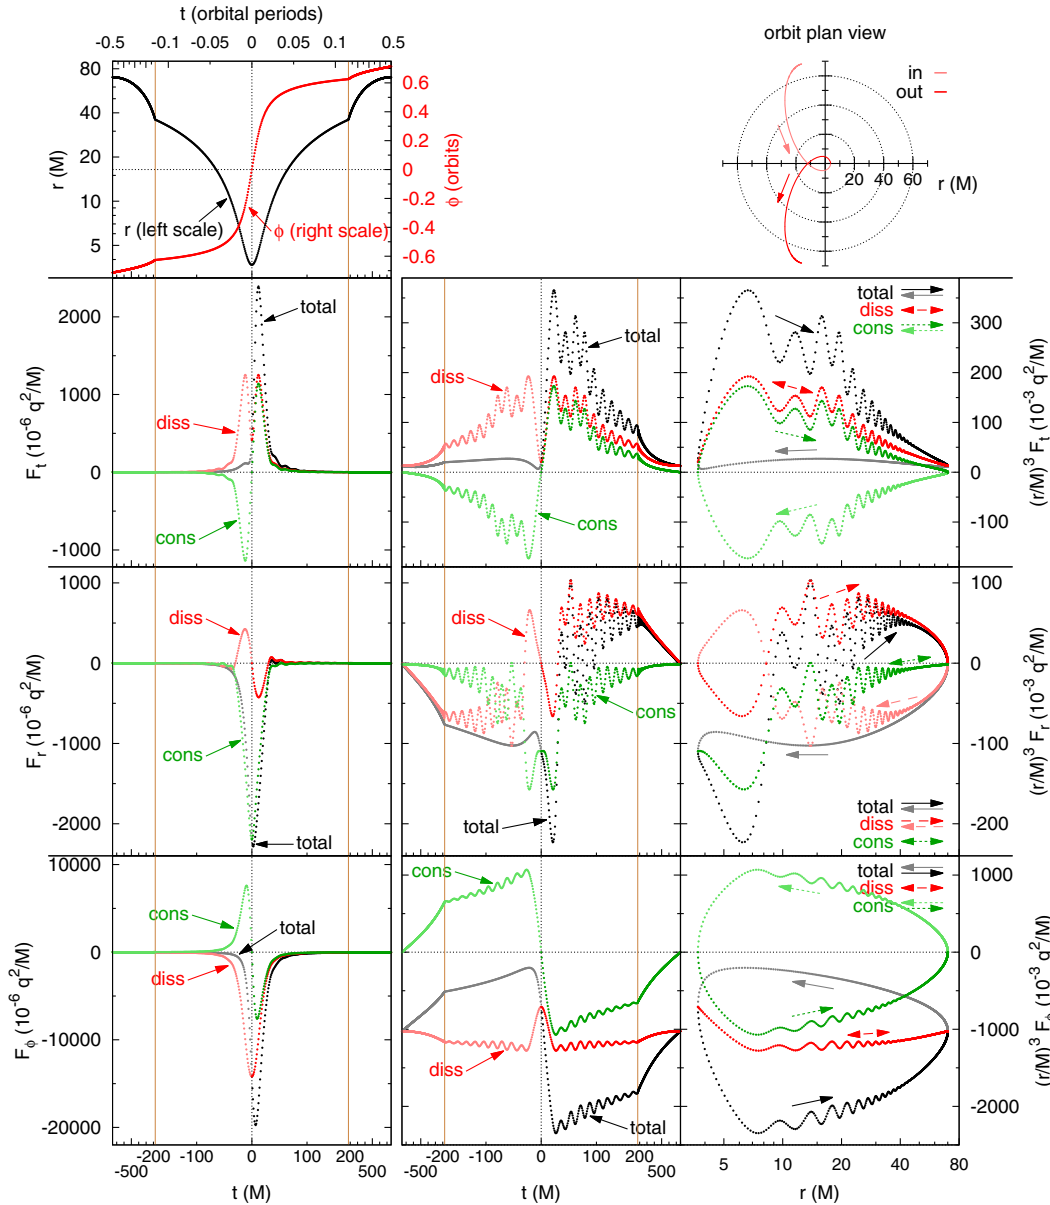 t (orbital periods)
-0.5 -0.1 -0.05 0 0.05 0.1 0.5
80
40
20
10
5
r (M)
0.6
0.4
0.2
0
-0.2
-0.4
-0.6
ϕ (orbits)
r (left scale)
ϕ (right scale)
orbit plan view
in
out
20 40 60
r (M)
2000
1000
0
-1000
F_t (10^-6 q^2/M)
total
diss
cons
total
diss
cons
total
diss
cons
300
200
100
0
-100
(r/M)^3 F_t (10^-3 q^2/M)
1000
0
-1000
-2000
F_r (10^-6 q^2/M)
diss
cons
total
diss
cons
total
total
diss
cons
100
0
-100
-200
(r/M)^3 F_r (10^-3 q^2/M)
10000
0
-10000
-20000
F_ϕ (10^-6 q^2/M)
cons
total
diss
cons
diss
total
total
diss
cons
1000
0
-1000
-2000
(r/M)^3 F_ϕ (10^-3 q^2/M)
-500 -200 -100 0 100 200 500
t (M)
-500 -200 -100 0 100 200 500
t (M)
5 10 20 40 80
r (M)